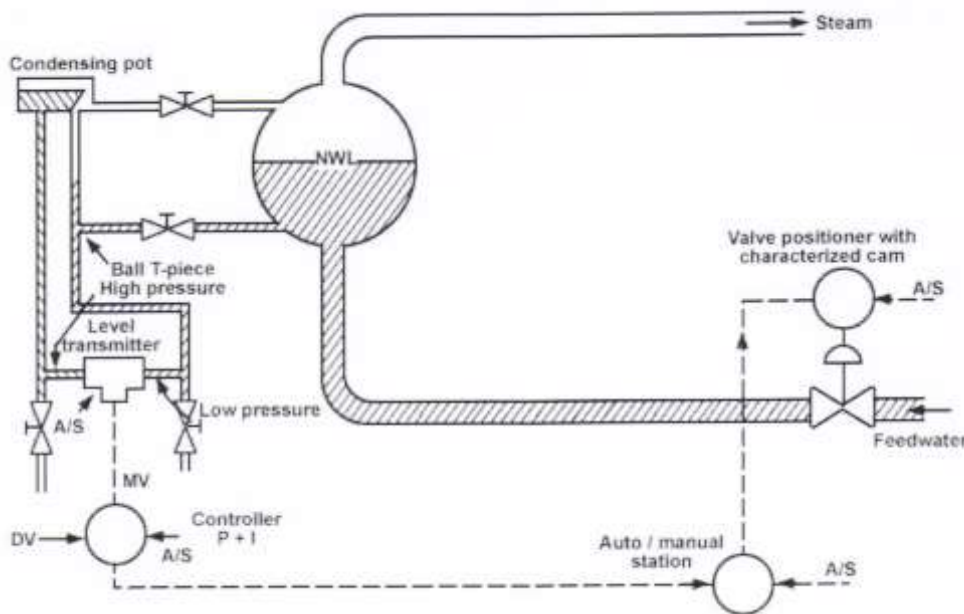 Steam
Condensing pot
NWL
Valve positioner with
characterized cam
A/S
Ball T-piece
High pressure
Level
transmitter
A/S
Low pressure
Feedwater
MV
DV
Controller
P + I
A/S
Auto / manual
station
A/S